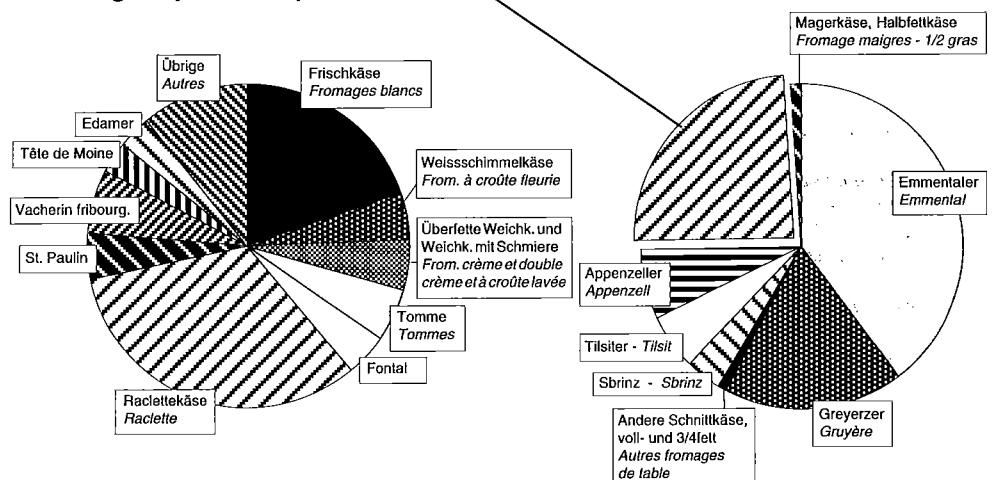 Übrige
Autres
Frischkäse
Fromages blancs
Edamer
Tête de Moine
Vacherin fribourg.
St. Paulin
Weissschimmelkäse
From. à croûte fleurie
Überfette Weichk. und
Weichk. mit Schmiere
From. crème et double
crème et à croûte lavée
Tomme
Tommes
Fontal
Raclettekäse
Raclette
Magerkäse, Halbfettkäse
Fromage maigres - 1/2 gras
Emmentaler
Emmental
Appenzeller
Appenzell
Tilsiter - Tilsit
Sbrinz - Sbrinz
Andere Schnittkäse,
voll- und 3/4fett
Autres fromages
de table
Greyerzer
Gruyère